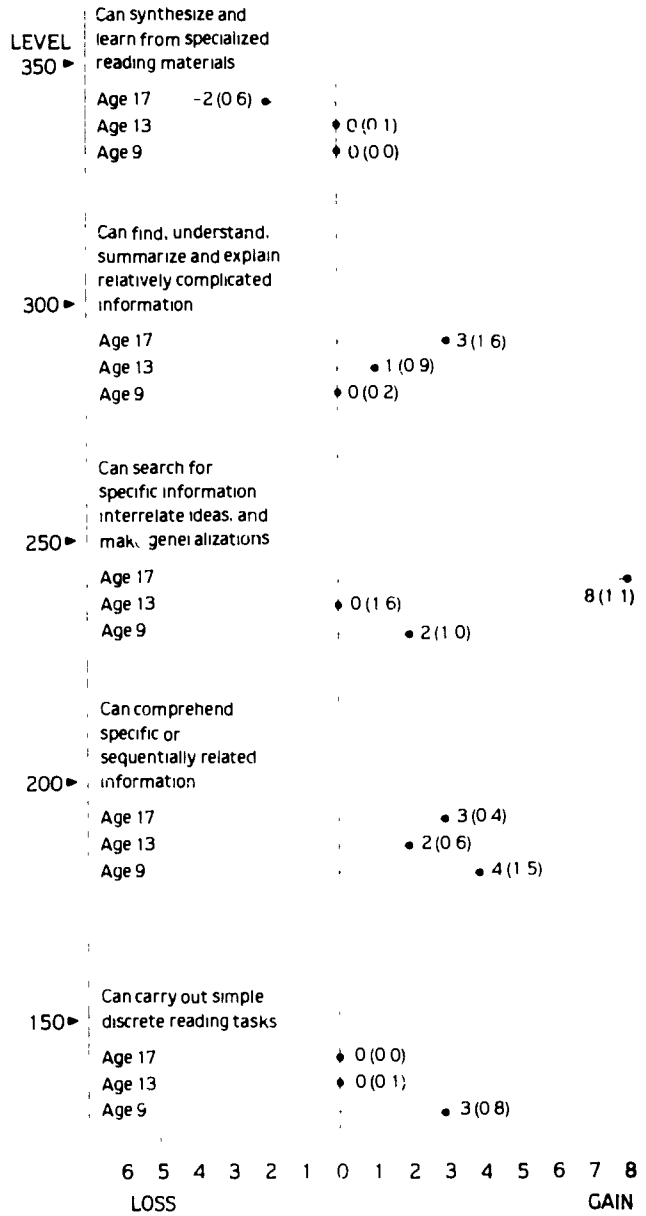 Can synthesize and
LEVEL learn from specialized
350 reading materials
Age 17 -2 (0 6)
Age 13 0 (0 1)
Age 9 0 (0 0)
Can find, understand,
summarize and explain
relatively complicated
300 information
Age 17 3 (1 6)
Age 13 1 (0 9)
Age 9 0 (0 2)
Can search for
specific information
interrelate ideas, and
250 generalizations
Age 17
8 (1 1)
Age 13 0 (1 6)
Age 9 2 (1 0)
Can comprehend
specific or
sequentially related
200 information
Age 17 3 (0 4)
Age 13 2 (0 6)
Age 9 4 (1 5)
Can carry out simple
150 discrete reading tasks
Age 17 0 (0 0)
Age 13 0 (0 1)
Age 9 3 (0 8)
6 5 4 3 2 1 0 1 2 3 4 5 6 7 8
LOSS GAIN